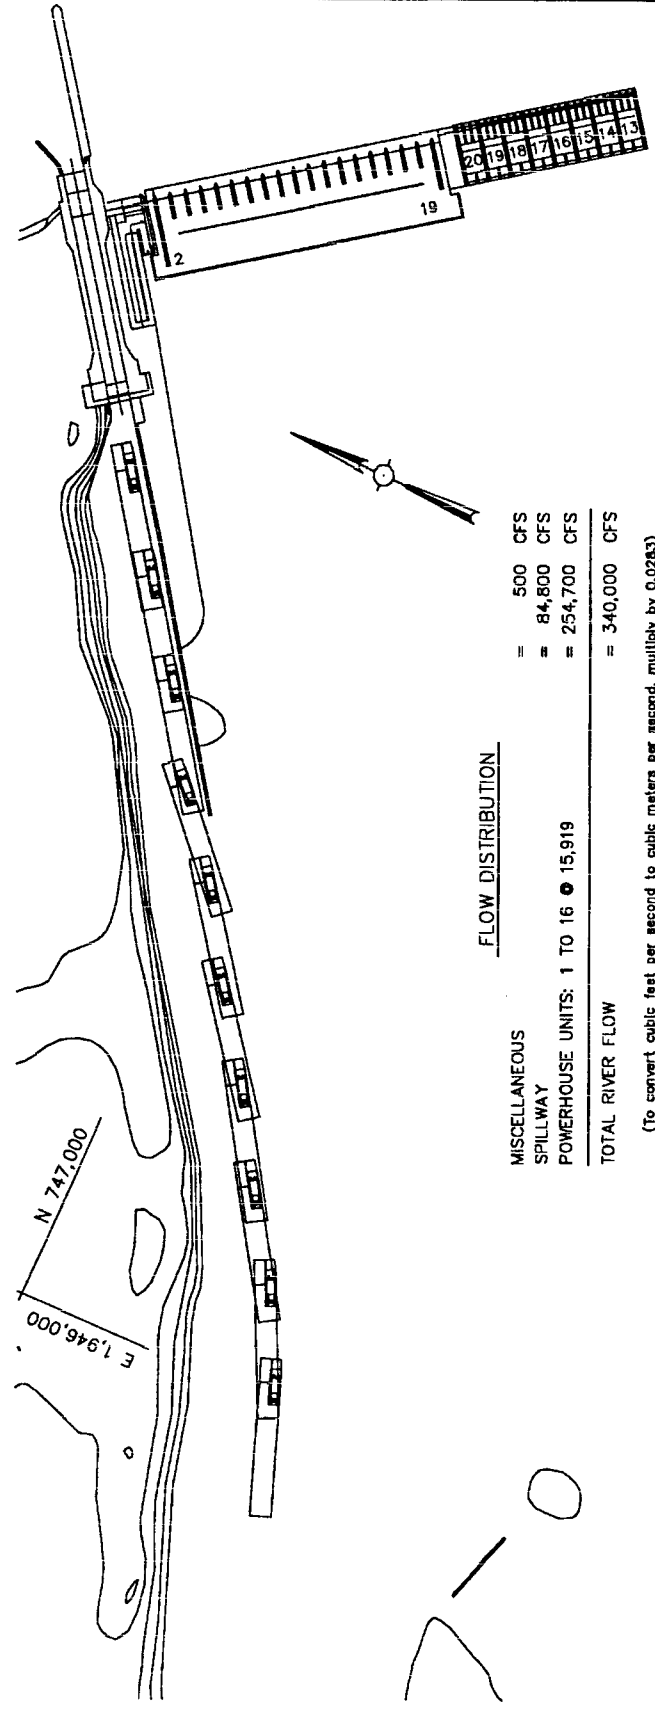 20 19 18 17 16 15 14 13
19
2
FLOW DISTRIBUTION
MISCELLANEOUS = 500 CFS
SPILLWAY = 84,800 CFS
POWERHOUSE UNITS: 1 TO 16 @ 15,919 = 254,700 CFS
TOTAL RIVER FLOW = 340,000 CFS
(To convert cubic feet per second to cubic meters per second, multiply by 0.0283)
N 747,000
E 1,946,000